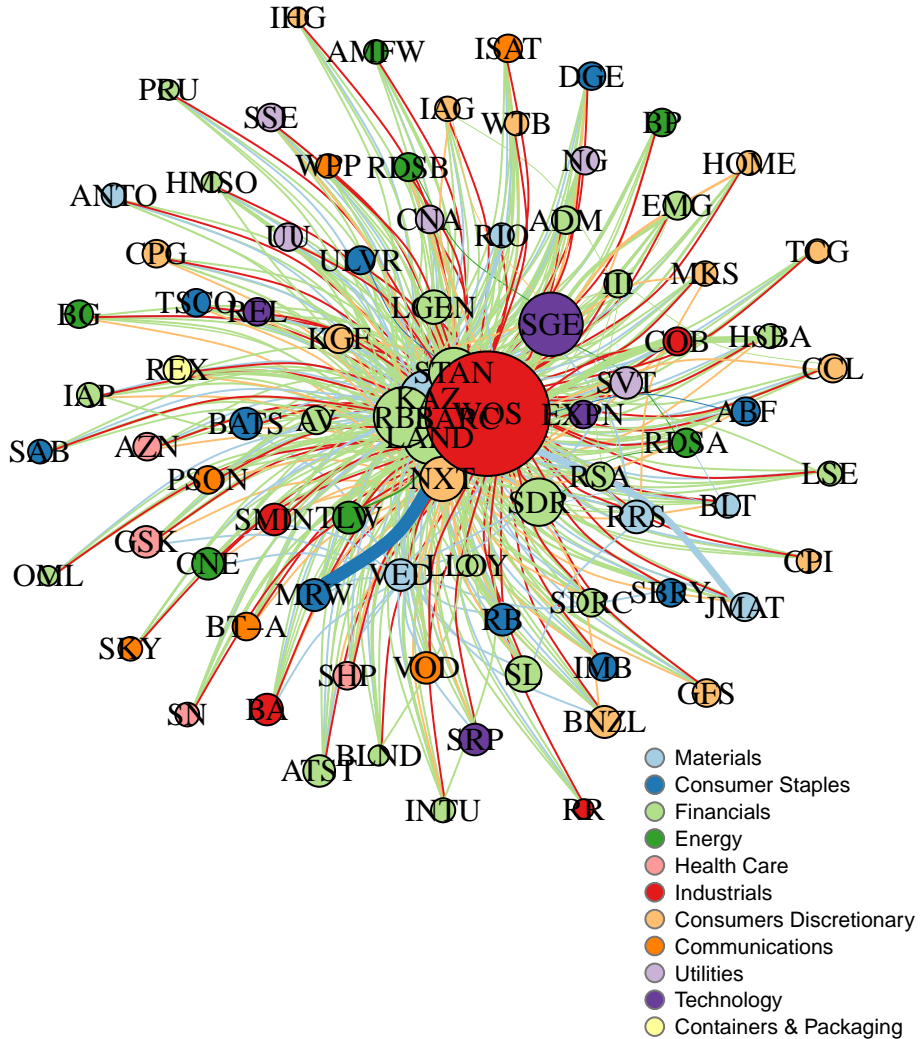 IHG
AMFW
ISAT
DGE
PRU
SSE
IAG
WTB
BP
WPP
RDSB
NG
HOME
ANTO
HMSO
CNA
RIO
ADM
EMG
UU
ULVR
CPG
III
MKS
TCG
BG
TSCO
REL
LGEN
SGE
KGF
COB
HSBA
REX
STAN
SVT
CCL
IAP
KAZ
BATS
AV
RBS
BARC
WOS
EXPN
ABF
SAB
AZN
LAND
RDSA
PSON
NXT
RSA
LSE
SMIN
TLW
SDR
RRS
BLT
GSK
CNE
OML
MRW
VED
LLOY
CPI
SDRC
SBRY
JMAT
BT-A
RB
SKY
SHP
VOD
SL
IMB
GFS
SN
BA
BNZL
SRP
ATST
BLND
INTU
RR
Materials
Consumer Staples
Financials
Energy
Health Care
Industrials
Consumers Discretionary
Communications
Utilities
Technology
Containers & Packaging